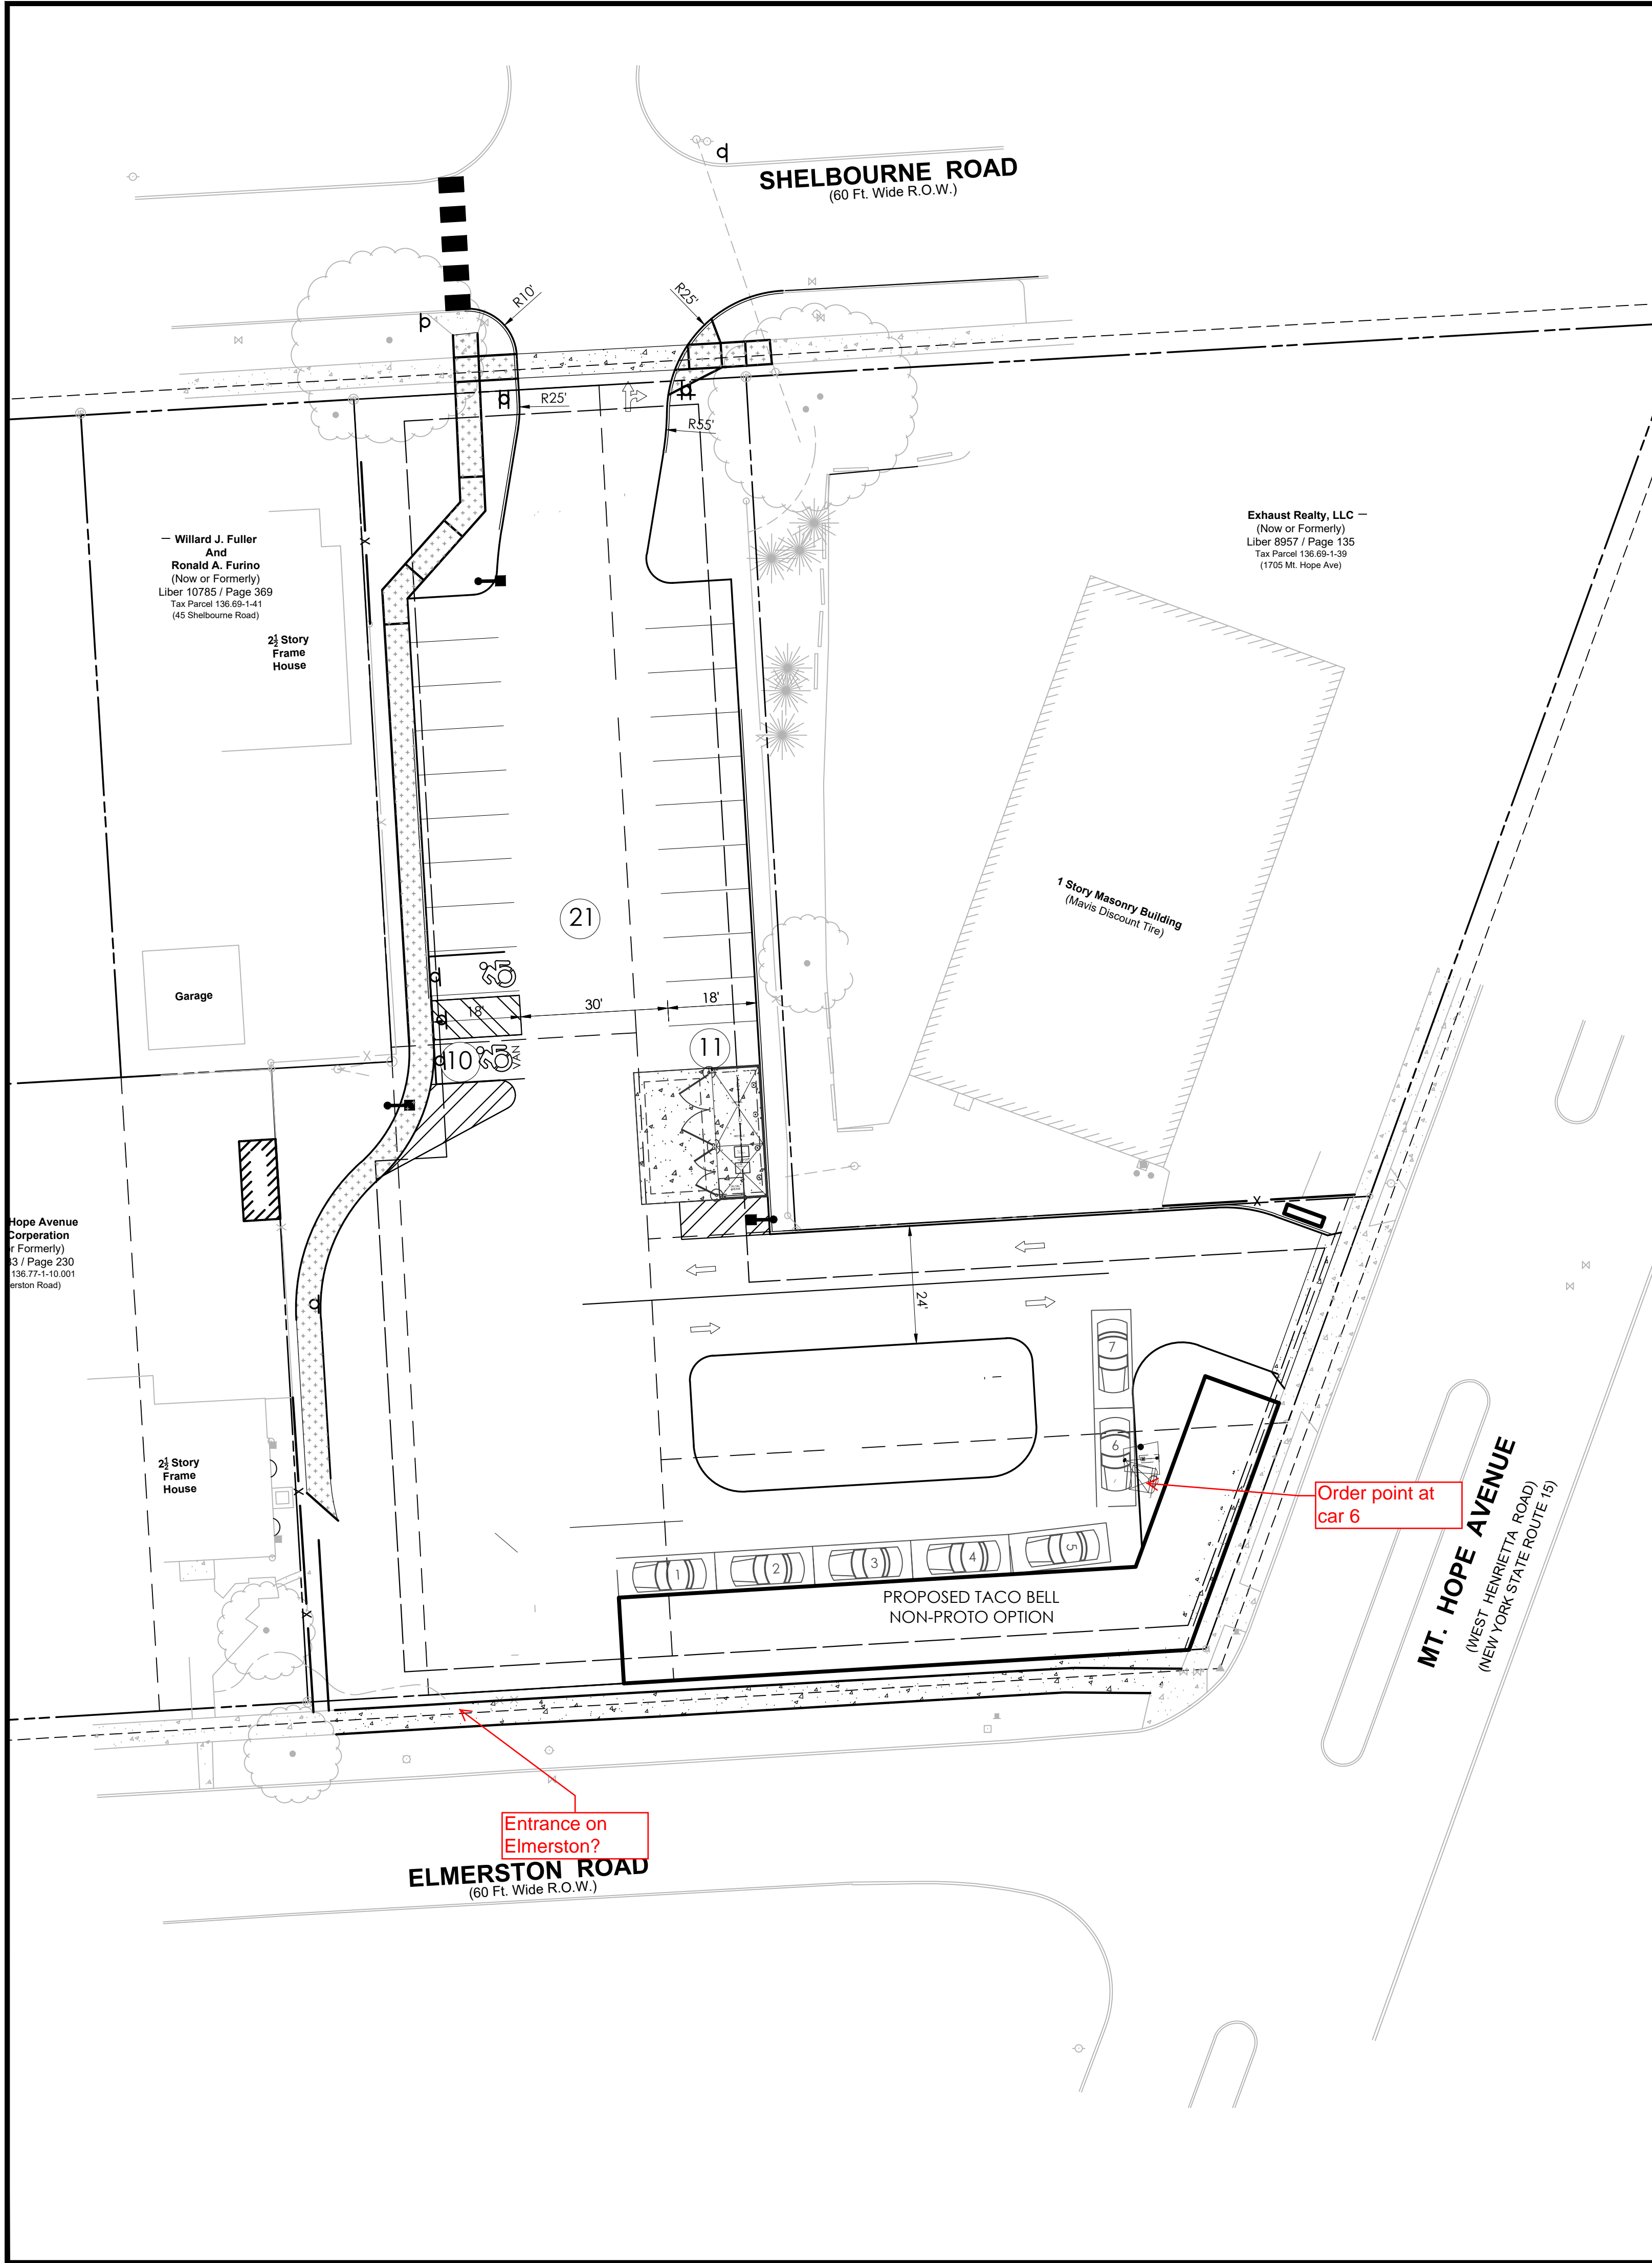 SHELBOURNE ROAD
(60 Ft. Wide R.O.W.)
R10'
R25'
R25'
R55'
Willard J. Fuller
And
Ronald A. Furino
(Now or Formerly)
Liber 10785 / Page 369
Tax Parcel 136.69-1-41
(45 Shelbourne Road)
2½ Story
Frame
House
Exhaust Realty, LLC
(Now or Formerly)
Liber 8957 / Page 135
Tax Parcel 136.69-1-39
(1705 Mt. Hope Ave)
1 Story Masonry Building
(Mavis Discount Tire)
21
Garage
18'
30'
18'
10
VAN
11
Hope Avenue
Corperation
r Formerly)
33 / Page 230
136.77-1-10.001
erston Road)
24'
7
6
2½ Story
Frame
House
Order point at
car 6
1
2
3
4
5
PROPOSED TACO BELL
NON-PROTO OPTION
MT. HOPE AVENUE
(WEST HENRIETTA ROAD)
(NEW YORK STATE ROUTE 15)
Entrance on
Elmerston?
ELMERSTON ROAD
(60 Ft. Wide R.O.W.)